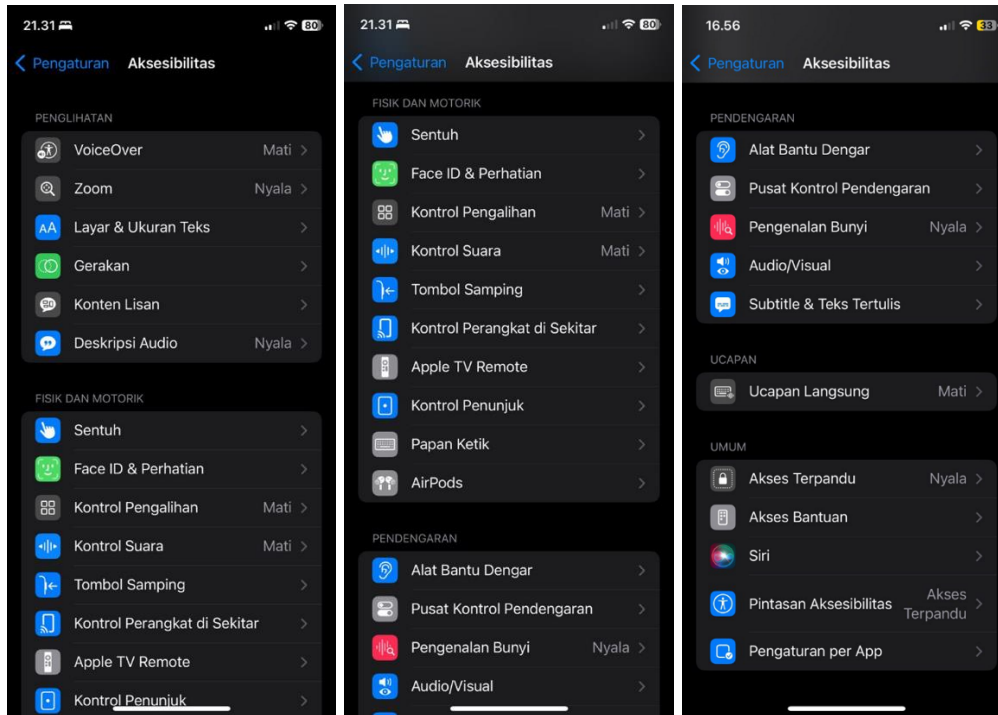 21.31 80
Pengaturan Aksesibilitas
PENGLIHATAN
VoiceOver Mati
Zoom Nyala
AA Layar & Ukuran Teks
Gerakan
Konten Lisan
Deskripsi Audio Nyala
FISIK DAN MOTORIK
Sentuh
Face ID & Perhatian
Kontrol Pengalihan Mati
Kontrol Suara Mati
Tombol Samping
Kontrol Perangkat di Sekitar
Apple TV Remote
Kontrol Penunjuk
21.31 80
Pengaturan Aksesibilitas
FISIK DAN MOTORIK
Sentuh
Face ID & Perhatian
Kontrol Pengalihan Mati
Kontrol Suara Mati
Tombol Samping
Kontrol Perangkat di Sekitar
Apple TV Remote
Kontrol Penunjuk
Papan Ketik
AirPods
PENDENGARAN
Alat Bantu Dengar
Pusat Kontrol Pendengaran
Pengenalan Bunyi Nyala
Audio/Visual
16.56 33
Pengaturan Aksesibilitas
PENDENGARAN
Alat Bantu Dengar
Pusat Kontrol Pendengaran
Pengenalan Bunyi Nyala
Audio/Visual
Subtitle & Teks Tertulis
UCAPAN
Ucapan Langsung Mati
UMUM
Akses Terpandu Nyala
Akses Bantuan
Siri
Pintasan Aksesibilitas Akses
Terpandu
Pengaturan per App